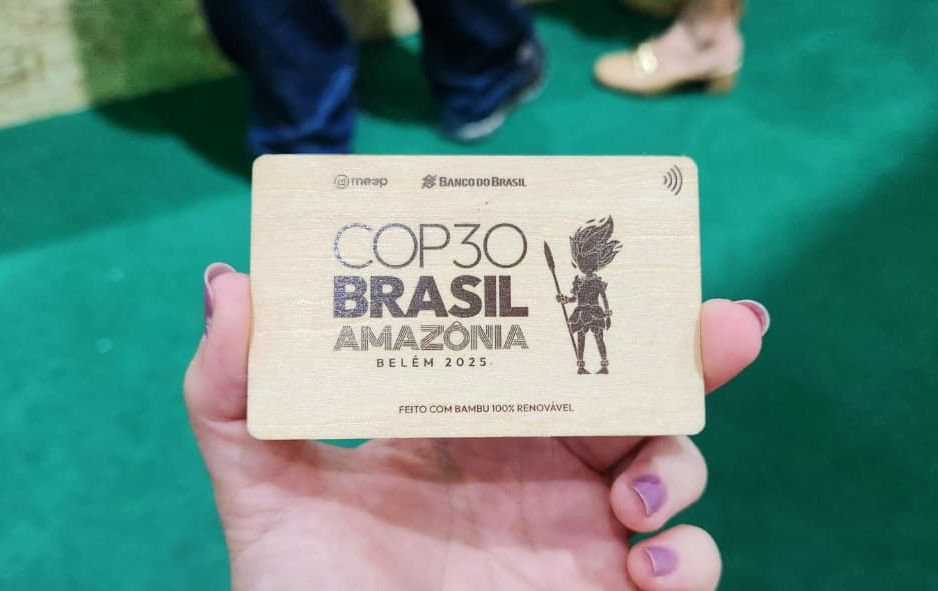 meep BANCO DO BRASIL
COP30
BRASIL
AMAZÔNIA
BELÉM 2025
FEITO COM BAMBU 100% RENOVÁVEL